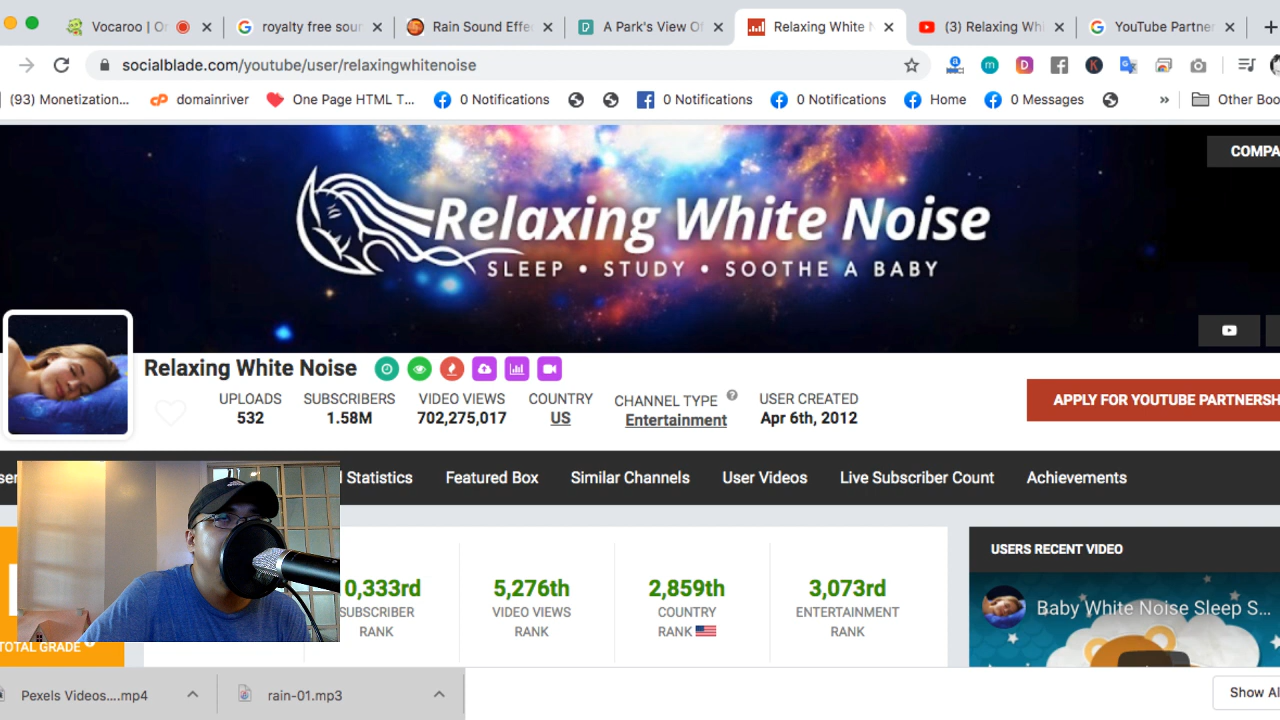 Vocaroo | On
royalty free sour
Rain Sound Effe
A Park's View Of
Relaxing White N
(3) Relaxing Whi
YouTube Partner
socialblade.com/youtube/user/relaxingwhitenoise
(93) Monetization...
domainriver
One Page HTML T...
0 Notifications
0 Notifications
0 Notifications
Home
0 Messages
»
Other Boo
COMPA
Relaxing White Noise
SLEEP • STUDY • SOOTHE A BABY
Relaxing White Noise
UPLOADS
532
SUBSCRIBERS
1.58M
VIDEO VIEWS
702,275,017
COUNTRY
US
CHANNEL TYPE ?
Entertainment
USER CREATED
Apr 6th, 2012
APPLY FOR YOUTUBE PARTNERSH
ser
l Statistics
Featured Box
Similar Channels
User Videos
Live Subscriber Count
Achievements
TOTAL GRADE
0,333rd
SUBSCRIBER
RANK
5,276th
VIDEO VIEWS
RANK
2,859th
COUNTRY
RANK
3,073rd
ENTERTAINMENT
RANK
USERS RECENT VIDEO
Baby White Noise Sleep S...
Pexels Videos....mp4
rain-01.mp3
Show Al